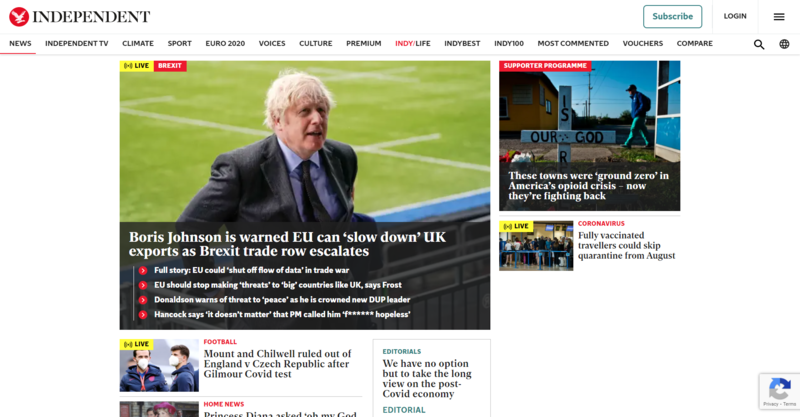 INDEPENDENT
Subscribe
LOGIN
NEWS INDEPENDENT TV CLIMATE SPORT EURO 2020 VOICES CULTURE PREMIUM INDY/LIFE INDYBEST INDY100 MOST COMMENTED VOUCHERS COMPARE
LIVE BREXIT
Boris Johnson is warned EU can ‘slow down’ UK
exports as Brexit trade row escalates
Full story: EU could ‘shut off flow of data’ in trade war
EU should stop making ‘threats’ to ‘big’ countries like UK, says Frost
Donaldson warns of threat to ‘peace’ as he is crowned new DUP leader
Hancock says ‘it doesn’t matter’ that PM called him ‘f****** hopeless’
SUPPORTER PROGRAMME
IS
OUR GOD
These towns were ‘ground zero’ in
America’s opioid crisis – now
they’re fighting back
LIVE
CORONAVIRUS
Fully vaccinated
travellers could skip
quarantine from August
LIVE
FOOTBALL
Mount and Chilwell ruled out of
England v Czech Republic after
Gilmour Covid test
HOME NEWS
Princess Diana asked ‘oh my God
EDITORIALS
We have no option
but to take the long
view on the post-
Covid economy
EDITORIAL
Privacy - Terms